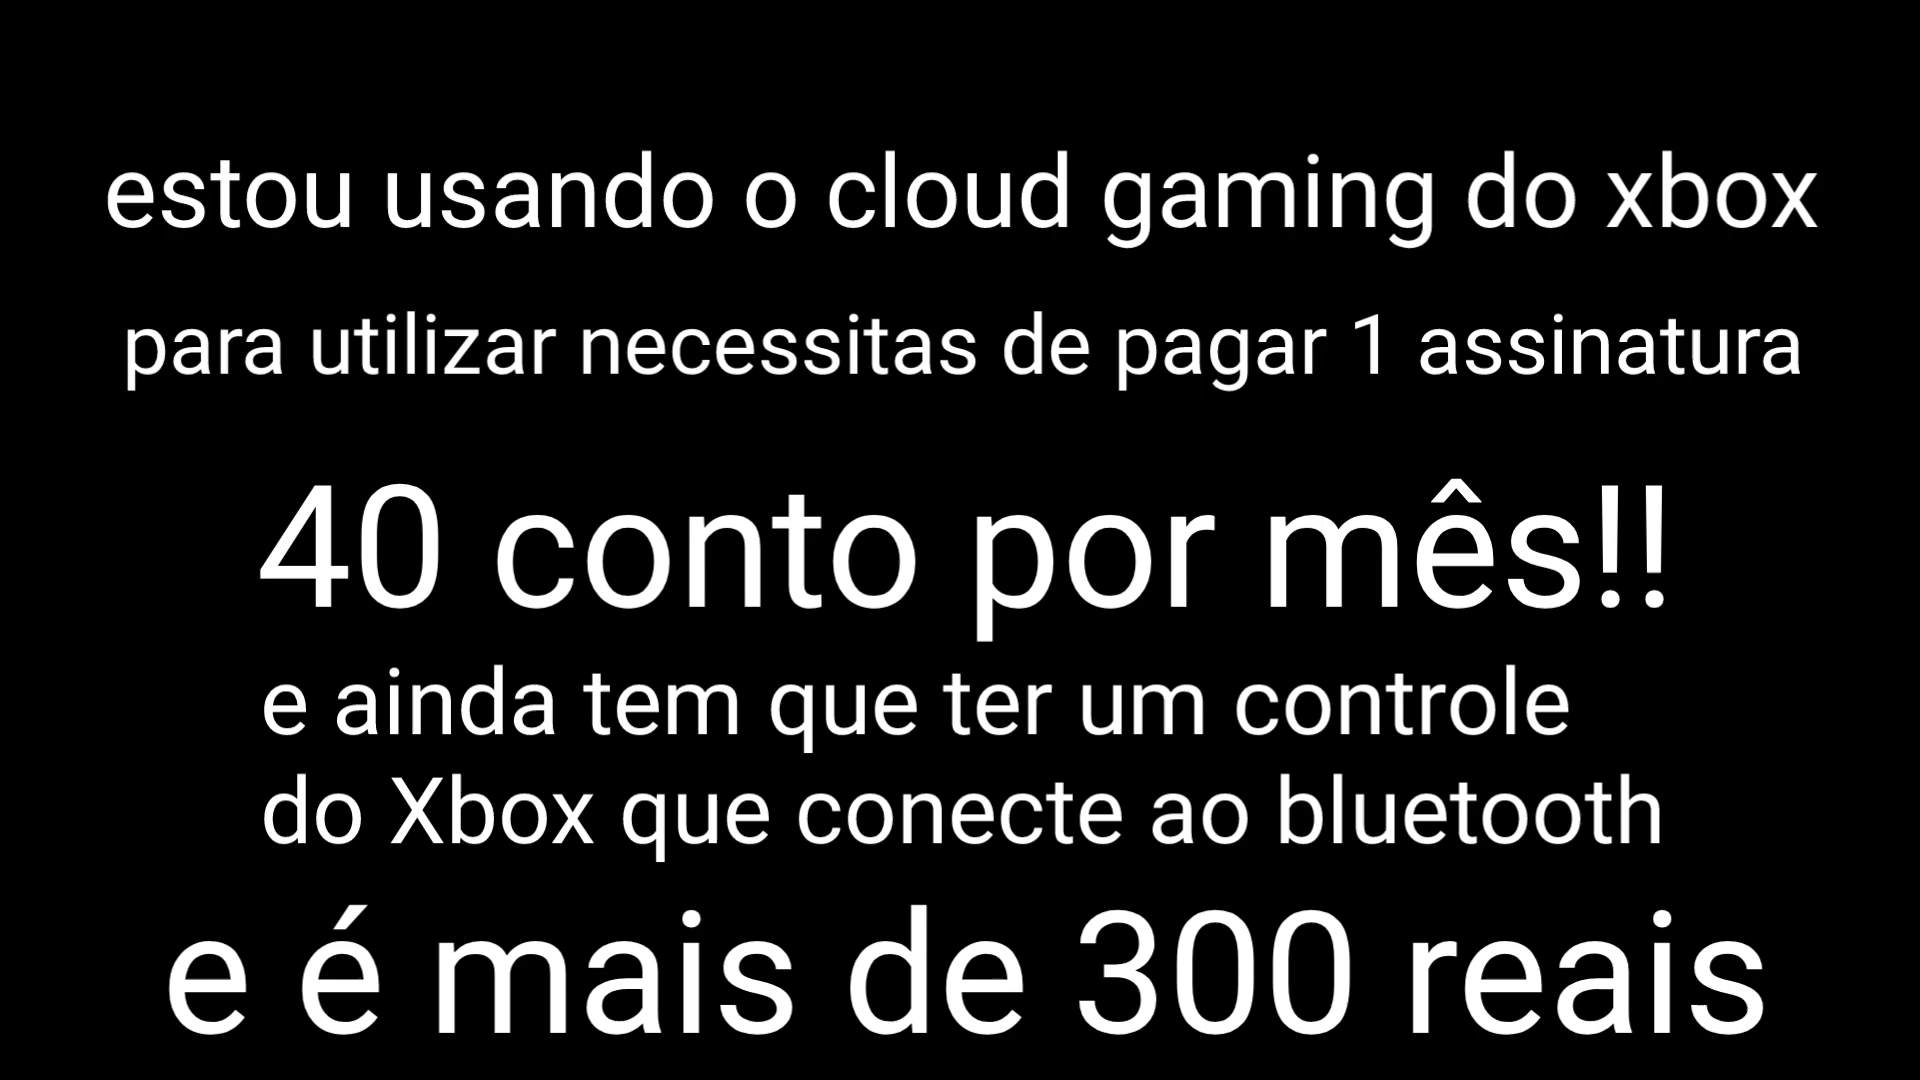 estou usando o cloud gaming do xbox
para utilizar necessitas de pagar 1 assinatura
40 conto por mês!!
e ainda tem que ter um controle
do Xbox que conecte ao bluetooth
e é mais de 300 reais